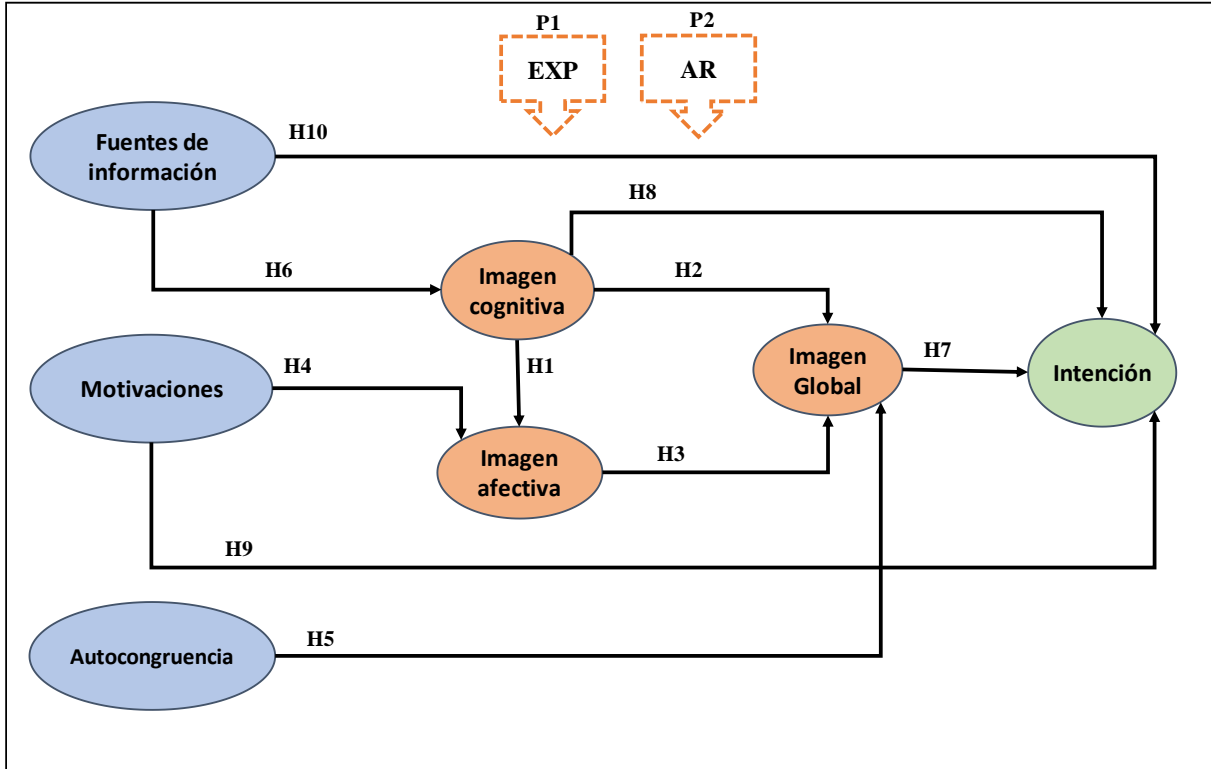 P1
P2
EXP
AR
Fuentes de
información
H10
H8
H6
Imagen
cognitiva
H2
Motivaciones
H4
H1
Imagen
Global
H7
Intención
Imagen
afectiva
H3
H9
Autocongruencia
H5